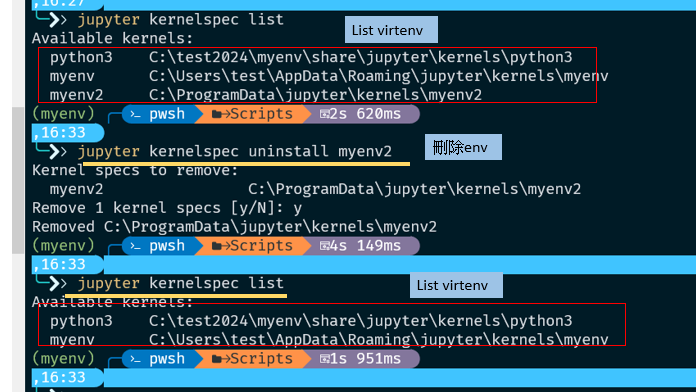 ,16:27
jupyter kernelspec list
List virtenv
Available kernels:
python3 C:\test2024\myenv\share\jupyter\kernels\python3
myenv C:\Users\test\AppData\Roaming\jupyter\kernels\myenv
myenv2 C:\ProgramData\jupyter\kernels\myenv2
(myenv) pwsh Scripts 2s 620ms
,16:33
jupyter kernelspec uninstall myenv2
刪除env
Kernel specs to remove:
myenv2 C:\ProgramData\jupyter\kernels\myenv2
Remove 1 kernel specs [y/N]: y
Removed C:\ProgramData\jupyter\kernels\myenv2
(myenv) pwsh Scripts 4s 149ms
,16:33
jupyter kernelspec list
List virtenv
Available kernels:
python3 C:\test2024\myenv\share\jupyter\kernels\python3
myenv C:\Users\test\AppData\Roaming\jupyter\kernels\myenv
(myenv) pwsh Scripts 1s 951ms
,16:33